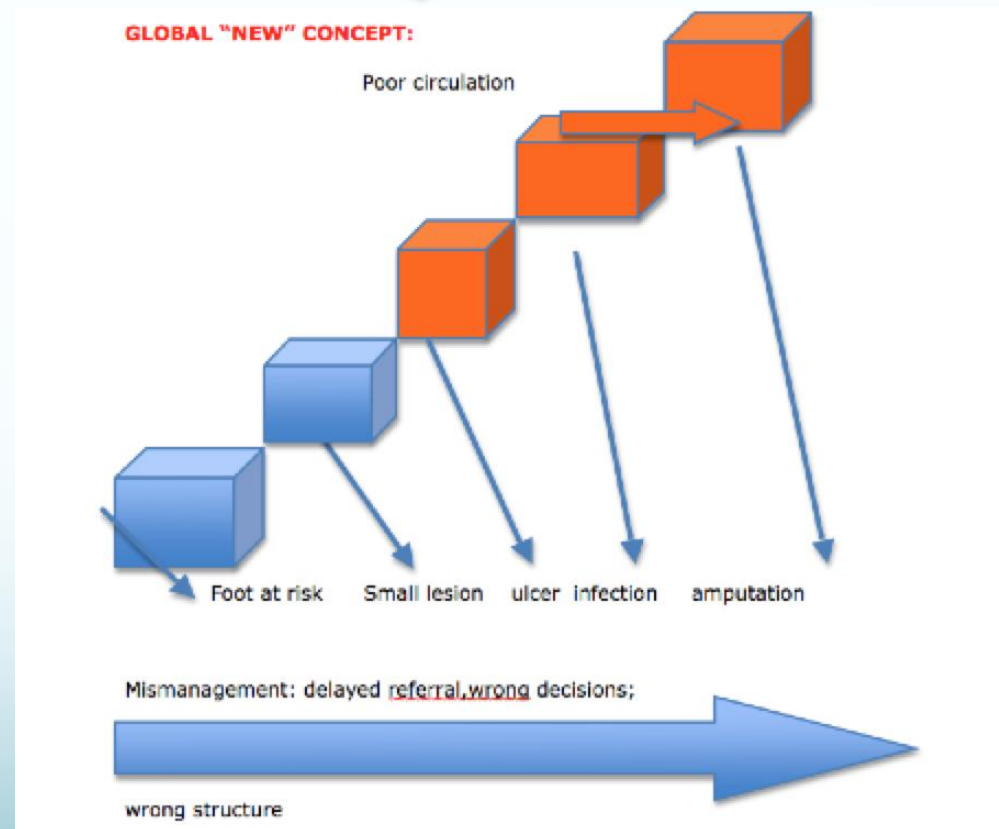 GLOBAL “NEW” CONCEPT:
Poor circulation
Foot at risk Small lesion ulcer infection amputation
Mismanagement: delayed referral,wrong decisions;
wrong structure